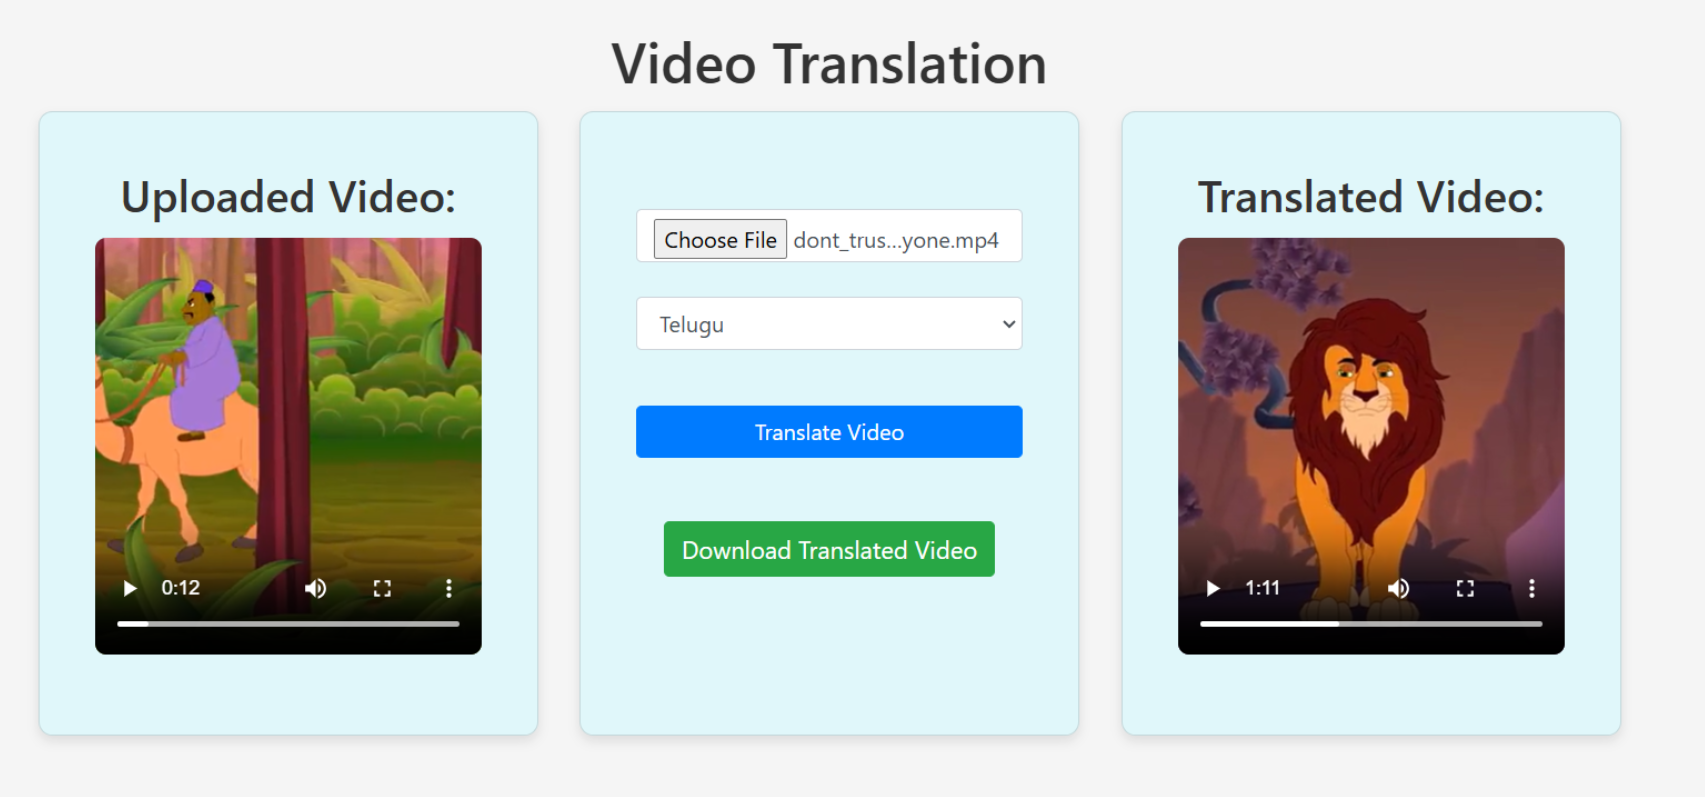 Video Translation
Uploaded Video:
0:12
Choose File dont_trus...yone.mp4
Telugu
Translate Video
Download Translated Video
Translated Video:
1:11